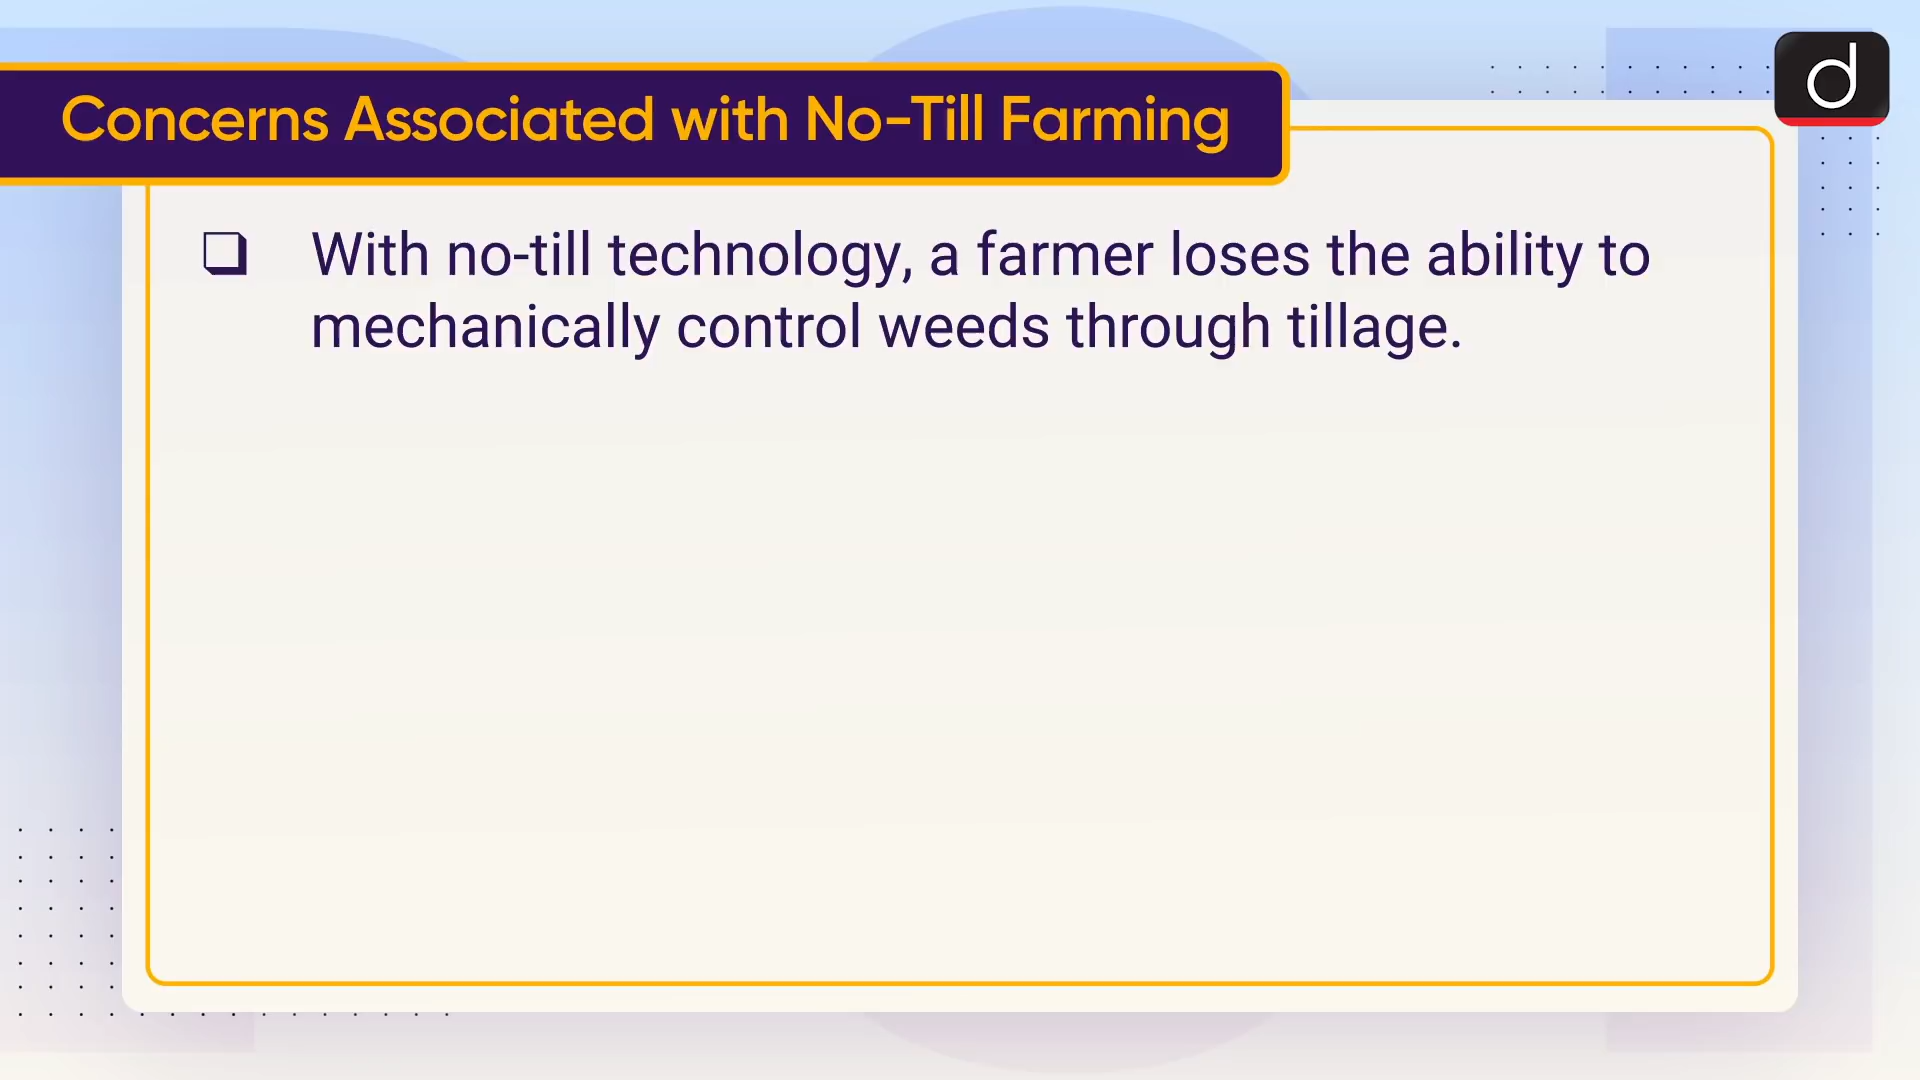 Concerns Associated with No-Till Farming
d
❑ With no-till technology, a farmer loses the ability to
mechanically control weeds through tillage.